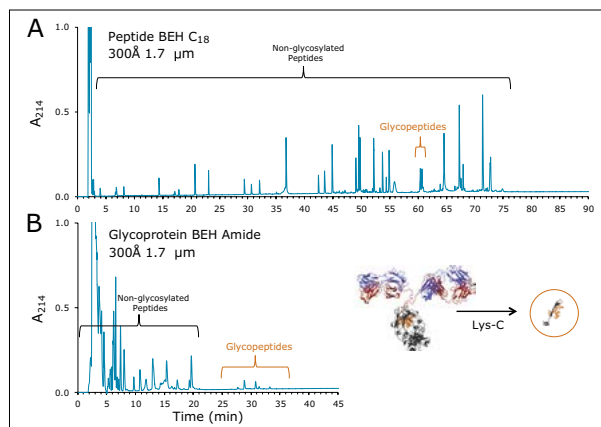 A
Peptide BEH C18
300Å 1.7 µm
Non-glycosylated
Peptides
Glycopeptides
A214
1.0
0.5
0.0
0 5 10 15 20 25 30 35 40 45 50 55 60 65 70 75 80 85 90
B
Glycoprotein BEH Amide
300Å 1.7 µm
Non-glycosylated
Peptides
Glycopeptides
A214
1.0
0.5
0.0
0 5 10 15 20 25 30 35 40 45
Time (min)
Lys-C